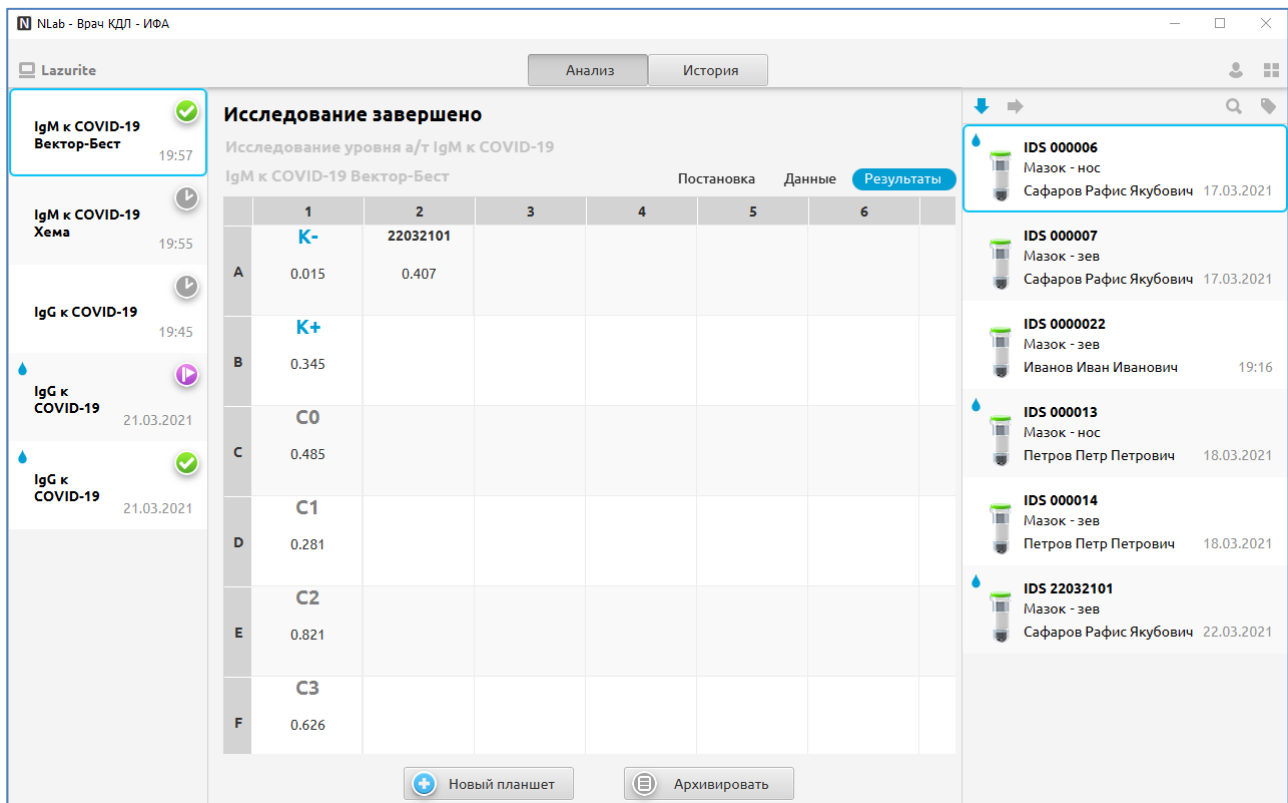 NLab - Врач КДЛ - ИФА
Lazurite
Анализ
История
IgM к COVID-19
Вектор-Бест
19:57
IgM к COVID-19
Хема
19:55
IgG к COVID-19
19:45
IgG к
COVID-19
21.03.2021
IgG к
COVID-19
21.03.2021
Исследование завершено
Исследование уровня а/т IgM к COVID-19
IgM к COVID-19 Вектор-Бест
Постановка Данные Результаты
1 2 3 4 5 6
K- 22032101
A 0.015 0.407
K+
B 0.345
C0
C 0.485
C1
D 0.281
C2
E 0.821
C3
F 0.626
Новый планшет
Архивировать
IDS 000006
Мазок - нос
Сафаров Рафис Якубович 17.03.2021
IDS 000007
Мазок - зев
Сафаров Рафис Якубович 17.03.2021
IDS 0000022
Мазок - зев
Иванов Иван Иванович 19:16
IDS 000013
Мазок - нос
Петров Петр Петрович 18.03.2021
IDS 000014
Мазок - зев
Петров Петр Петрович 18.03.2021
IDS 22032101
Мазок - зев
Сафаров Рафис Якубович 22.03.2021